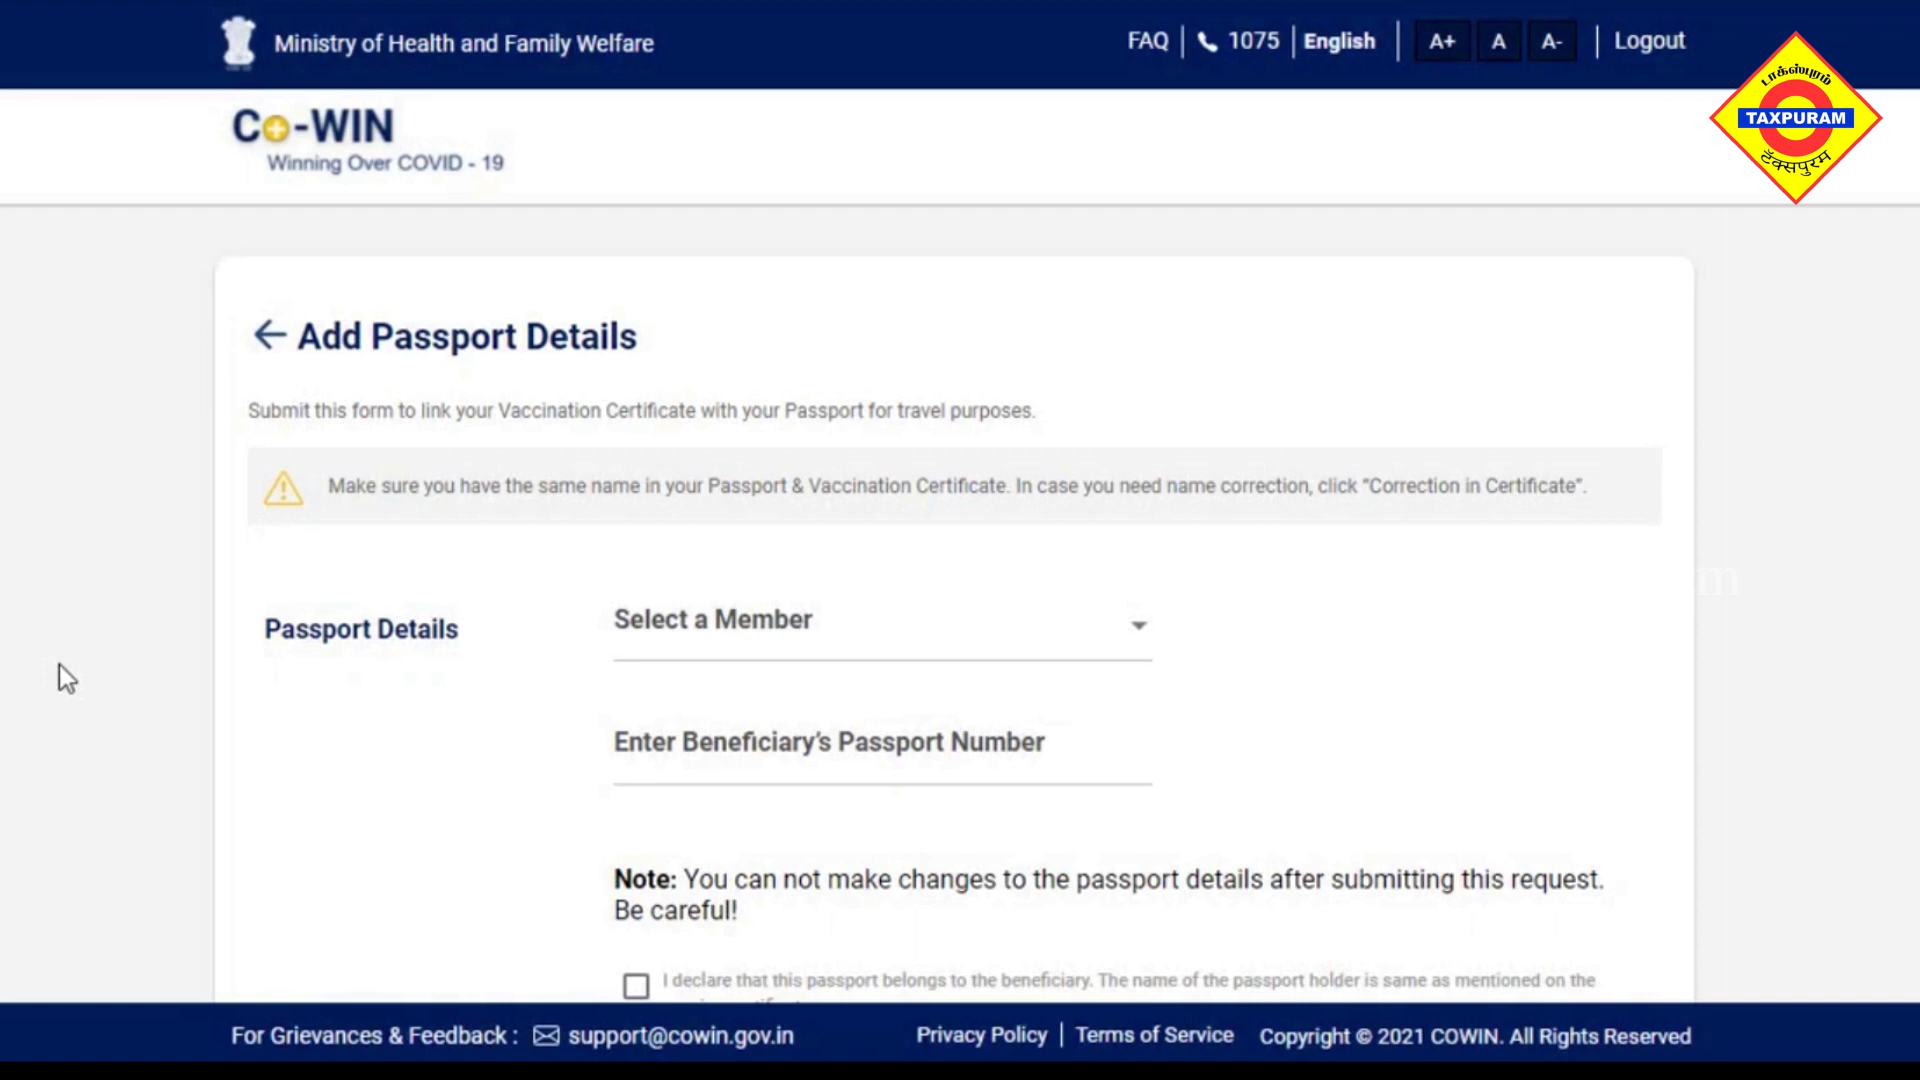 Ministry of Health and Family Welfare
FAQ 1075 English A+ A A- Logout
Co-WIN
Winning Over COVID - 19
டாக்ஸ்புரம்
TAXPURAM
टॅक्सपुरम
Add Passport Details
Submit this form to link your Vaccination Certificate with your Passport for travel purposes.
Make sure you have the same name in your Passport & Vaccination Certificate. In case you need name correction, click "Correction in Certificate".
m
Passport Details
Select a Member
Enter Beneficiary's Passport Number
Note: You can not make changes to the passport details after submitting this request.
Be careful!
I declare that this passport belongs to the beneficiary. The name of the passport holder is same as mentioned on the
For Grievances & Feedback : support@cowin.gov.in Privacy Policy | Terms of Service Copyright © 2021 COWIN. All Rights Reserved